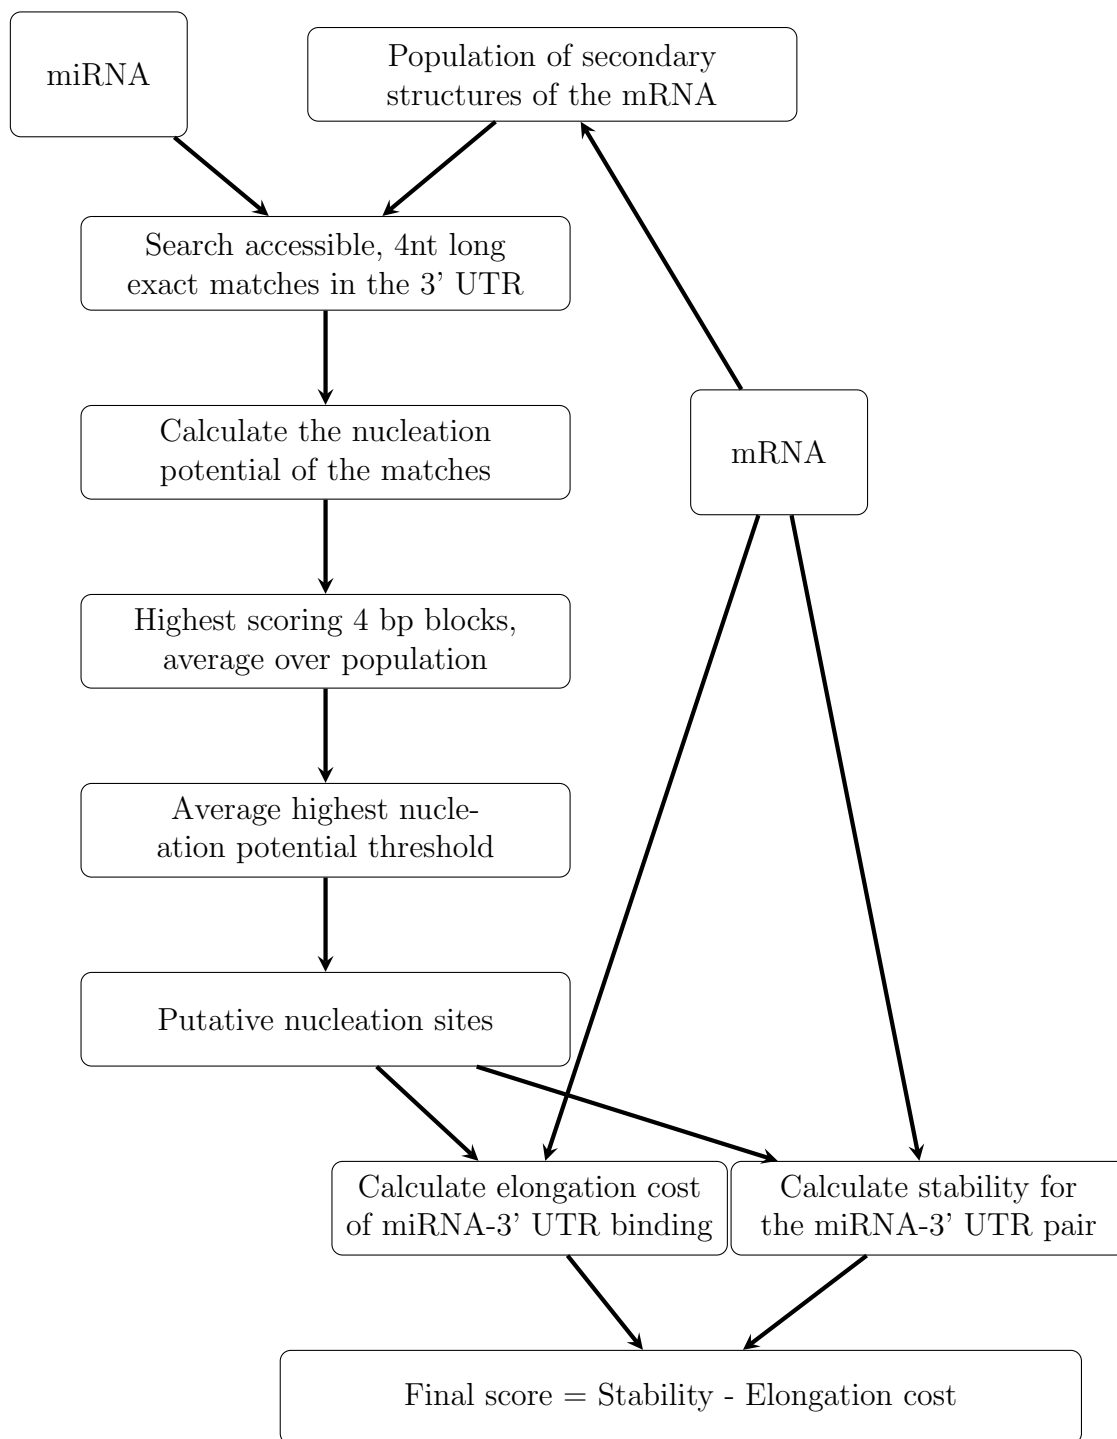 miRNA
Population of secondary
structures of the mRNA
Search accessible, 4nt long
exact matches in the 3' UTR
Calculate the nucleation
potential of the matches
mRNA
Highest scoring 4 bp blocks,
average over population
Average highest nucle-
ation potential threshold
Putative nucleation sites
Calculate elongation cost
of miRNA-3' UTR binding
Calculate stability for
the miRNA-3' UTR pair
Final score = Stability - Elongation cost